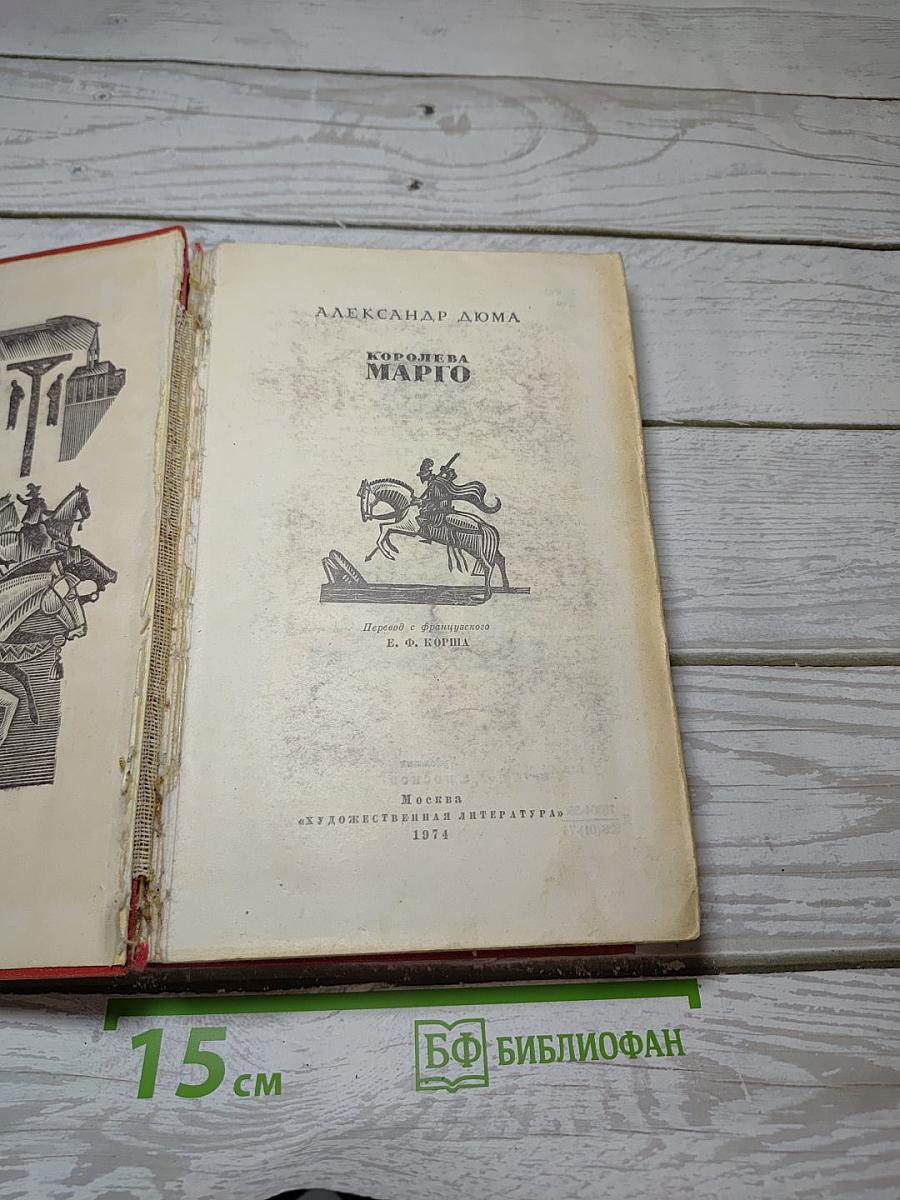 АЛЕКСАНДР ДЮМА
КОРОЛЕВА
МАРГО
Перевод с французского
Е. Ф. КОРША
Москва
«ХУДОЖЕСТВЕННАЯ ЛИТЕРАТУРА»
1974
15 см
БФ БИБЛИОФАН